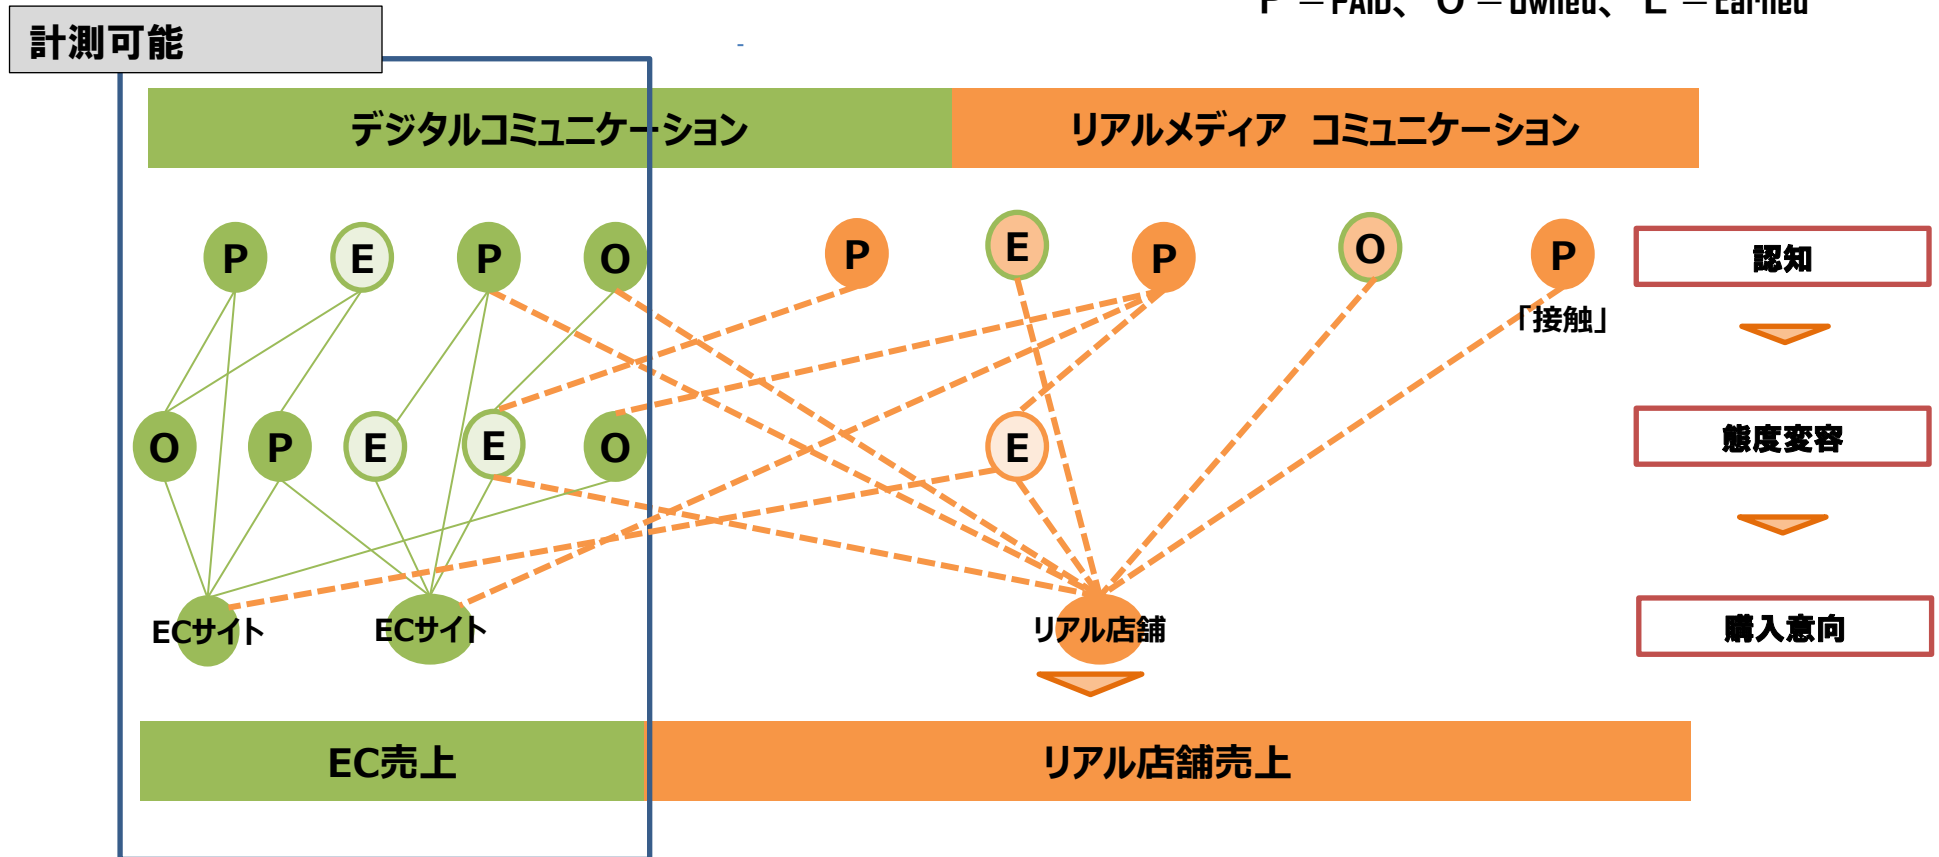 P＝PAID、O＝Owned、E＝Earned
計測可能
デジタルコミュニケーション
リアルメディア　コミュニケーション
P
E
P
O
P
E
P
O
P
認知
「接触」
O
P
E
E
O
E
態度変容
ECサイト
ECサイト
リアル店舗
購入意向
EC売上
リアル店舗売上